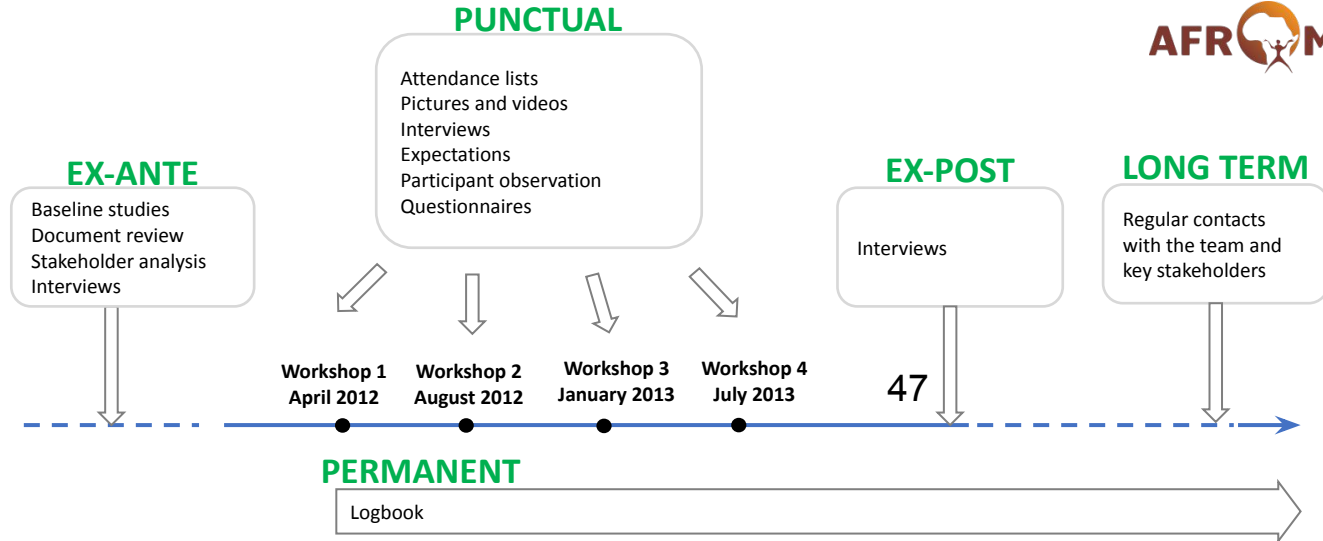 PUNCTUAL
Attendance lists
Pictures and videos
Interviews
Expectations
Participant observation
Questionnaires
AFR M
EX-ANTE
Baseline studies
Document review
Stakeholder analysis
Interviews
EX-POST
Interviews
LONG TERM
Regular contacts
with the team and
key stakeholders
Workshop 1
April 2012
Workshop 2
August 2012
Workshop 3
January 2013
Workshop 4
July 2013
47
PERMANENT
Logbook